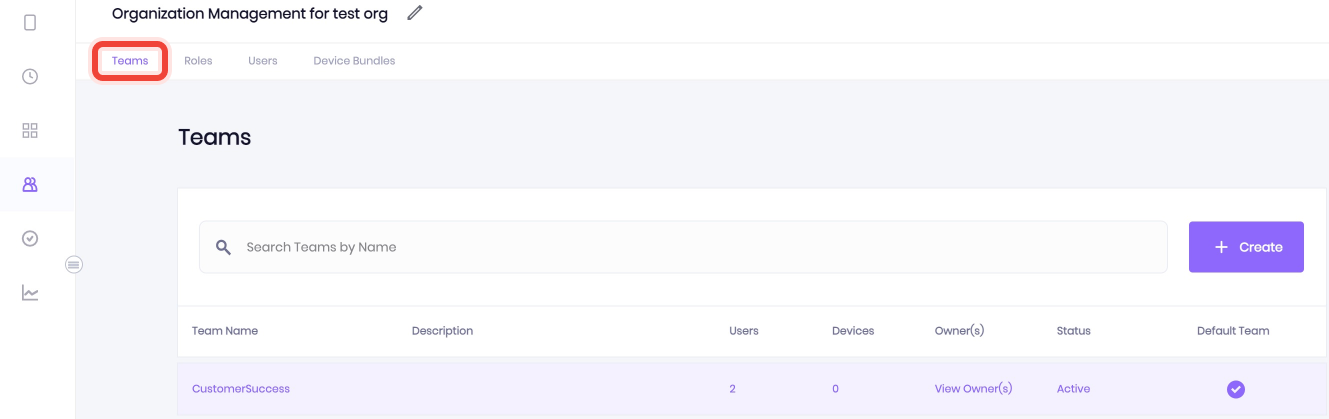 Organization Management for test org
Teams Roles Users Device Bundles
Teams
Search Teams by Name
+ Create
Team Name Description Users Devices Owner(s) Status Default Team
CustomerSuccess 2 0 View Owner(s) Active